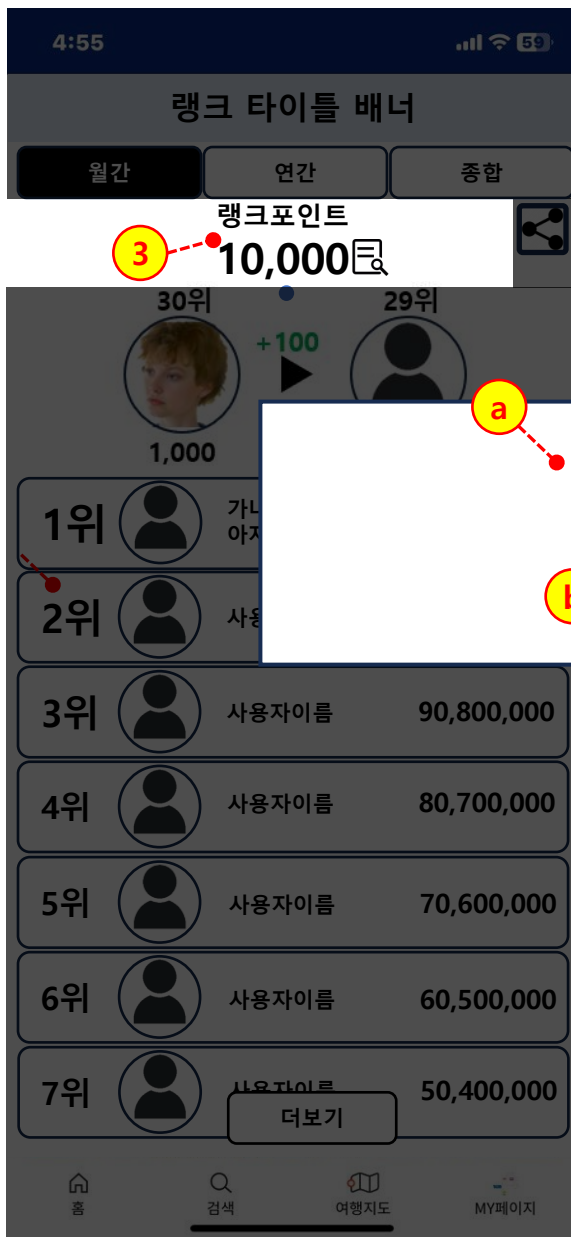 4:55
59
랭크 타이틀 배너
월간 연간 종합
랭크포인트
3
10,000
30위 29위
+100
a
1,000
1위
b
2위
3위 사용자이름 90,800,000
4위 사용자이름 80,700,000
5위 사용자이름 70,600,000
6위 사용자이름 60,500,000
7위 사용자이름 50,400,000
더보기
홈 검색 여행지도 MY페이지